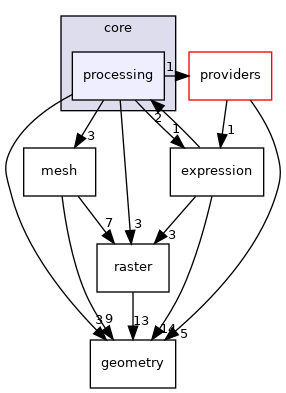 core
processing
1
providers
3
2
1
1
mesh
expression
7
3
3
raster
3
9
13
14
5
geometry